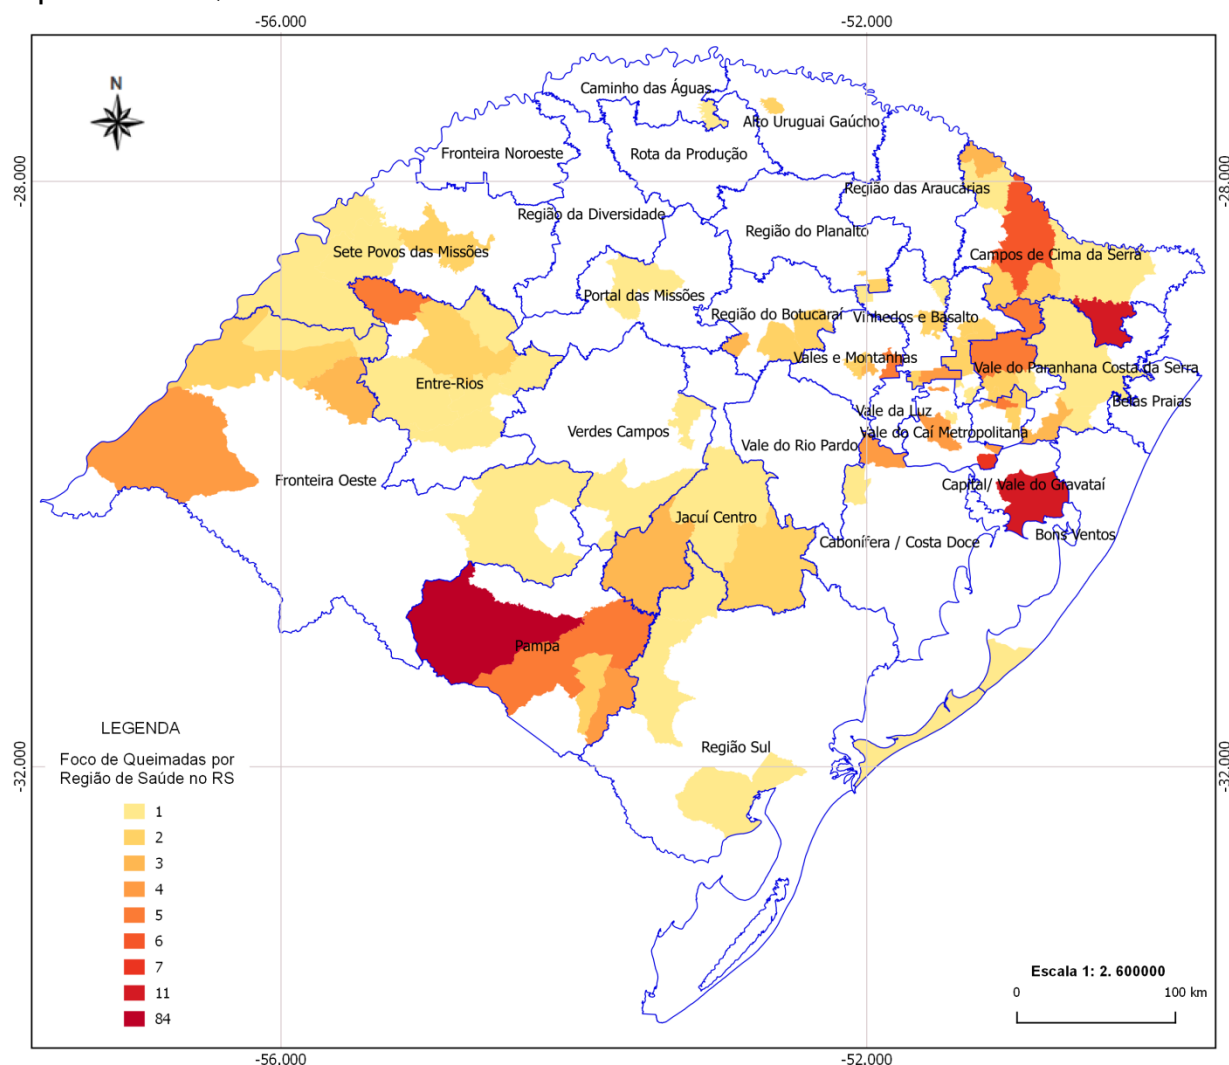 -56.000
-52.000
N
-28.000
-28.000
Caminho das Águas
Alto Uruguai Gaúcho
Fronteira Noroeste
Rota da Produção
Região das Araucárias
Região da Diversidade
Região do Planalto
Sete Povos das Missões
Campos de Cima da Serra
Portal das Missões
Região do Botucaraí
Vinhedos e Basalto
Vales e Montanhas
Vale do Paranhana Costa da Serra
Entre-Rios
Belas Praias
Vale da Luz
Verdes Campos
Vale do Caí Metropolitana
Vale do Rio Pardo
Fronteira Oeste
Capital/ Vale do Gravataí
Jacuí Centro
Bons Ventos
Cabonífera / Costa Doce
Pampa
Região Sul
-32.000
-32.000
LEGENDA
Foco de Queimadas por
Região de Saúde no RS
1
2
3
4
5
6
7
11
84
Escala 1: 2. 600000
0 100 km
-56.000
-52.000